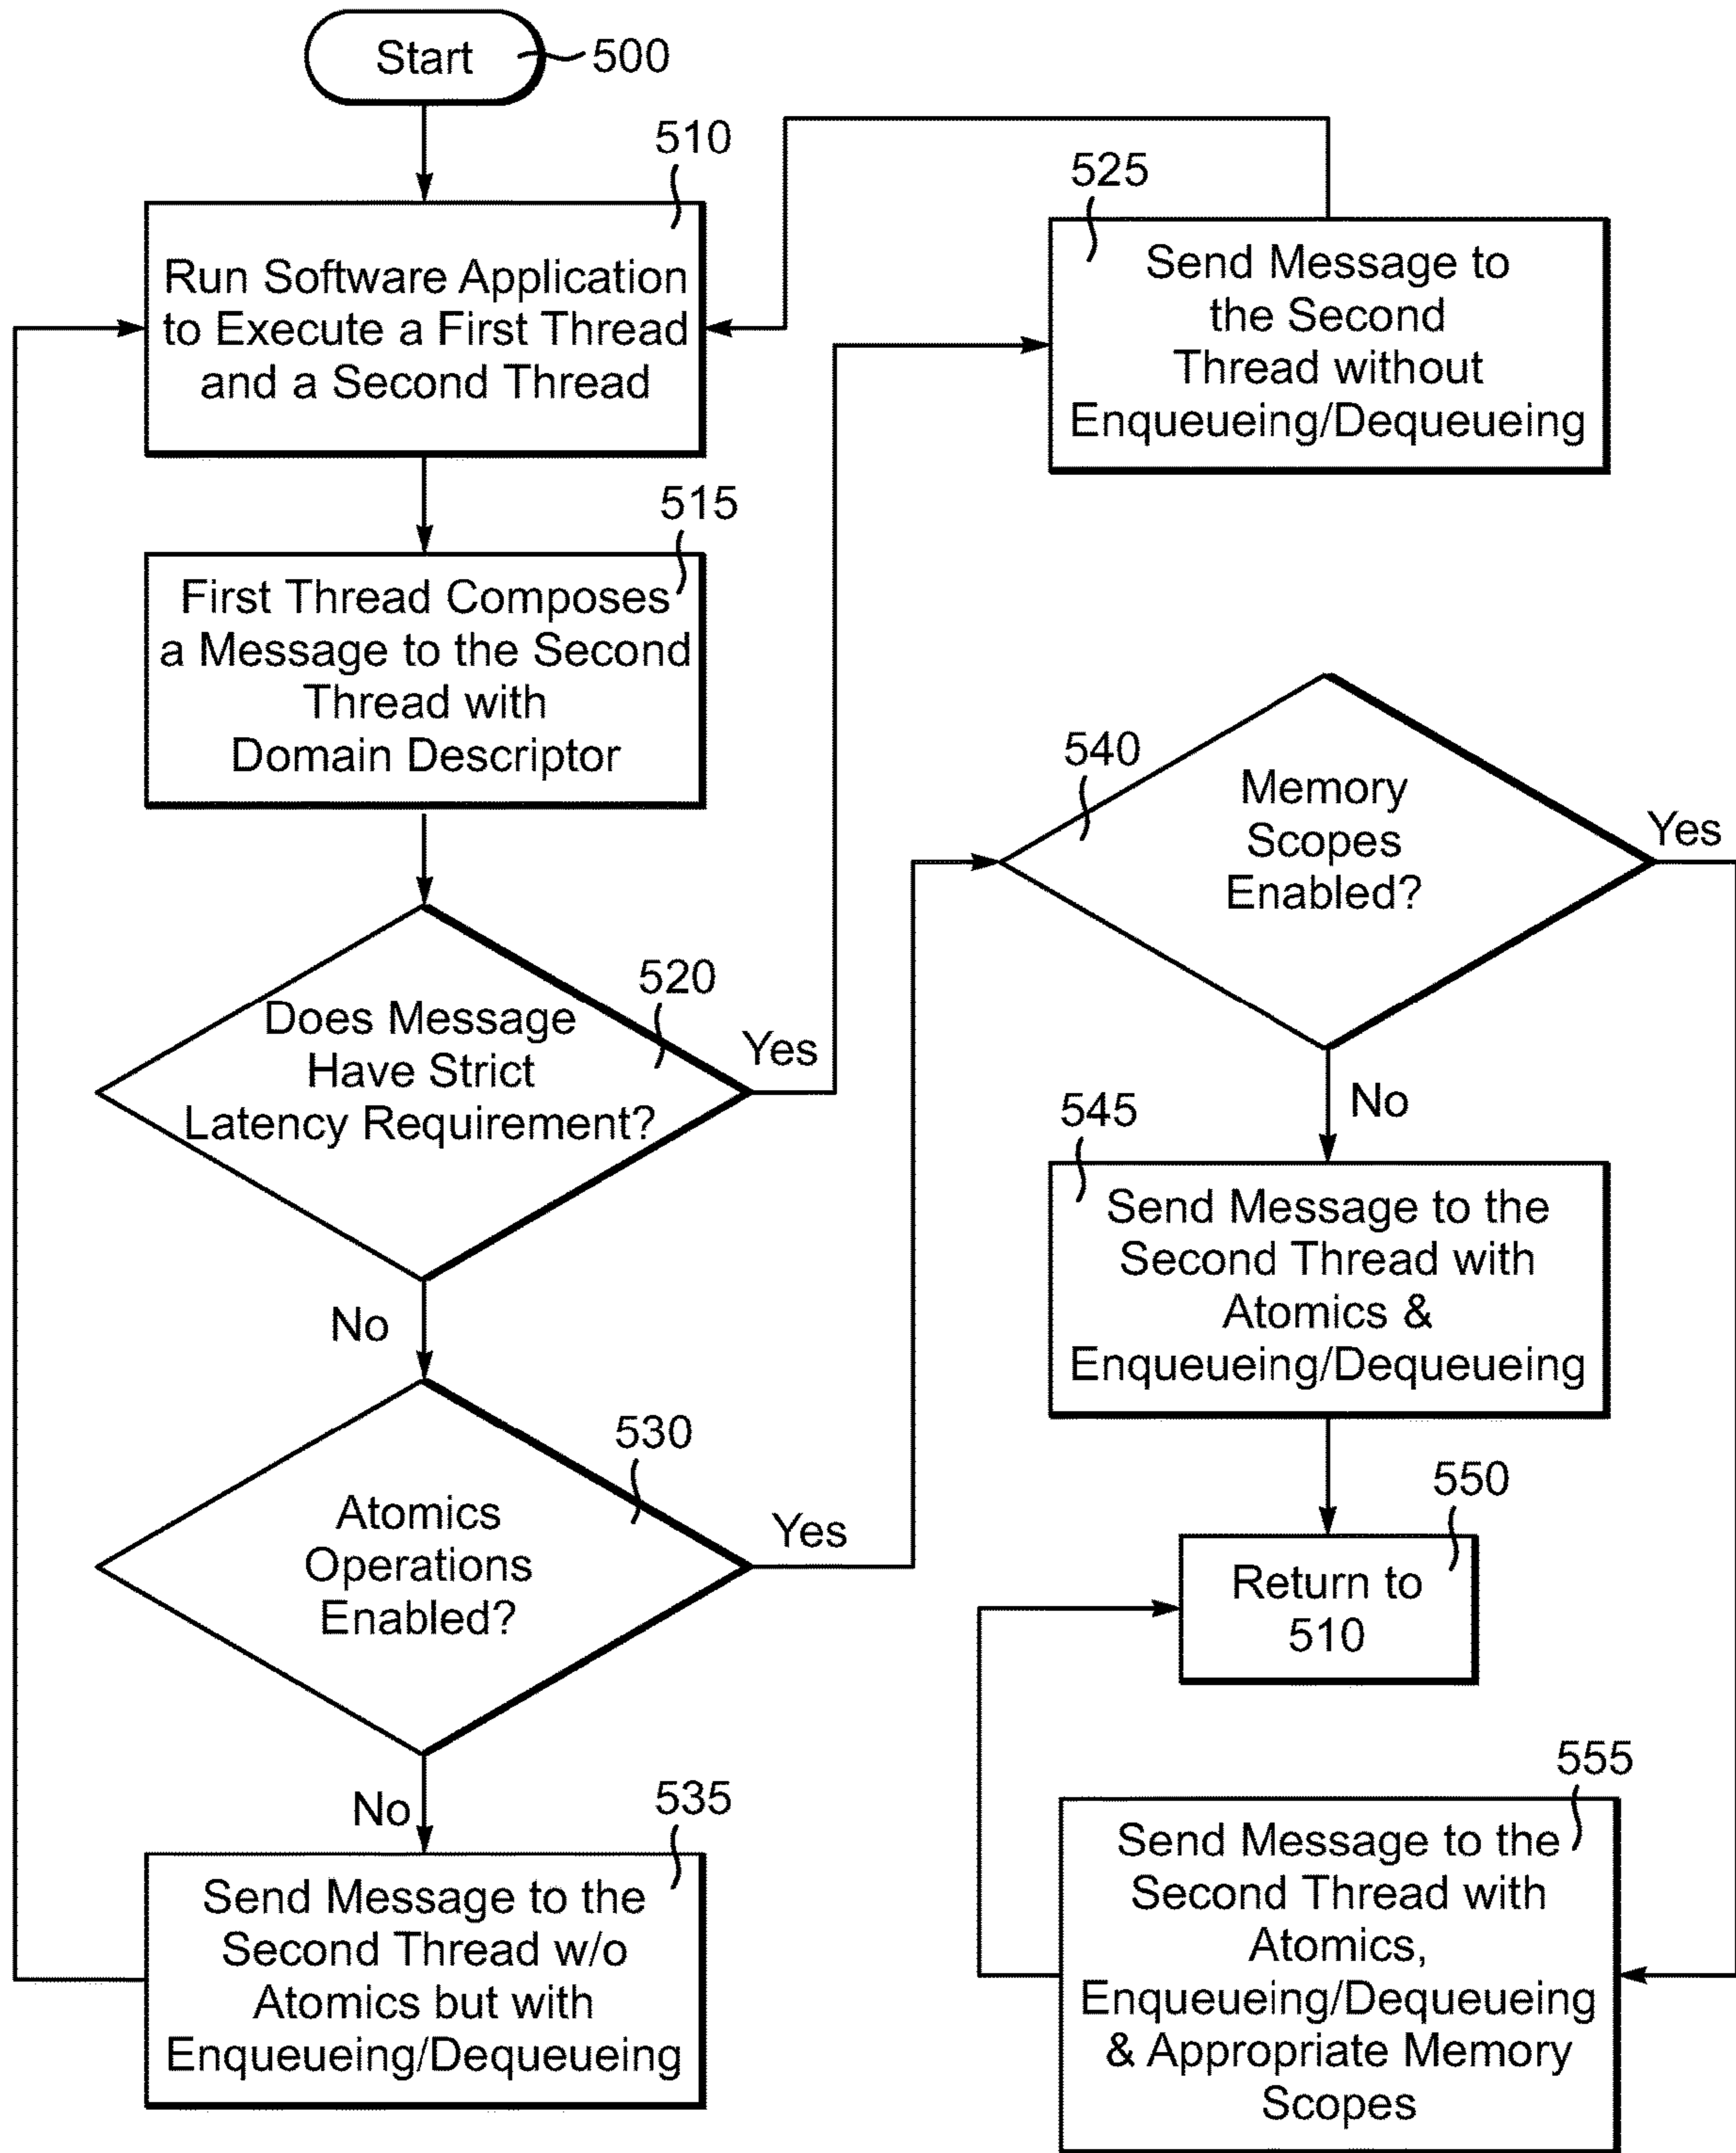 Start
500
510
Run Software Application
to Execute a First Thread
and a Second Thread
515
First Thread Composes
a Message to the Second
Thread with
Domain Descriptor
520
Does Message
Have Strict
Latency Requirement?
Yes
No
525
Send Message to
the Second
Thread without
Enqueueing/Dequeueing
530
Atomics
Operations
Enabled?
Yes
No
535
Send Message to the
Second Thread w/o
Atomics but with
Enqueueing/Dequeueing
540
Memory
Scopes
Enabled?
Yes
No
545
Send Message to the
Second Thread with
Atomics &
Enqueueing/Dequeueing
550
Return to
510
555
Send Message to the
Second Thread with
Atomics,
Enqueueing/Dequeueing
& Appropriate Memory
Scopes